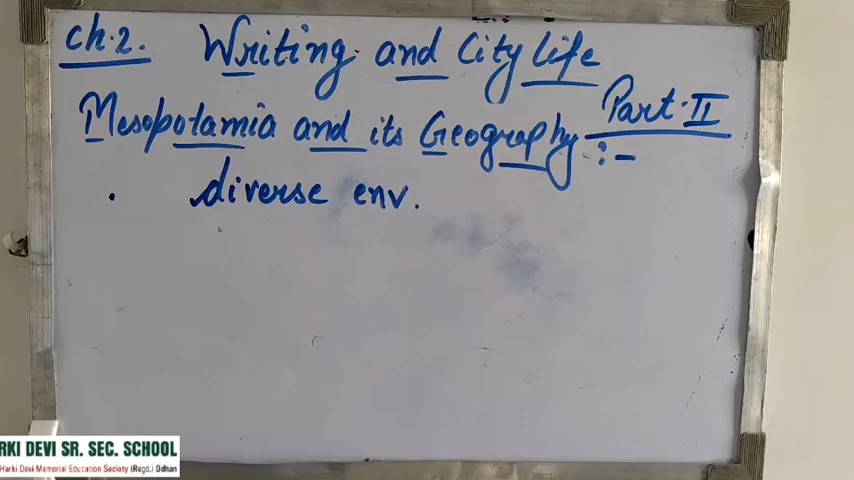 Ch.2. Writing and City life
Part-II
Mesopotamia and its Geography :-
. diverse env.
RKI DEVI SR. SEC. SCHOOL
Harki Devi Memorial Education Society (Regd.) Odhan